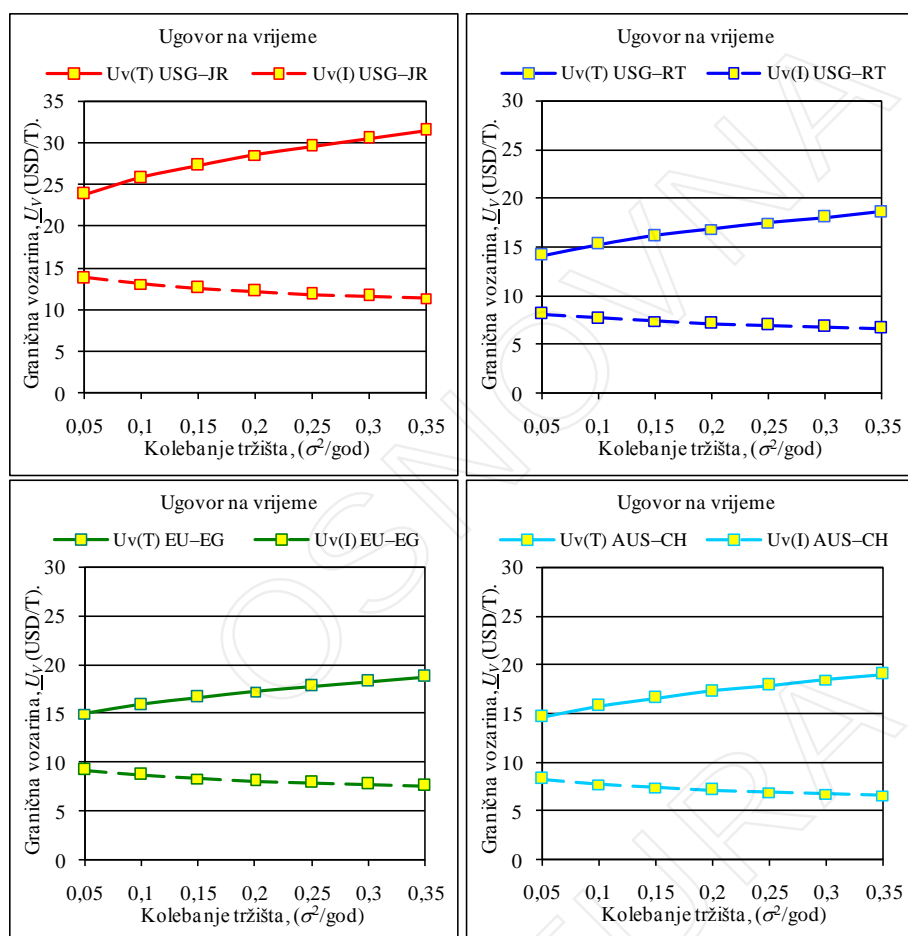 Ugovor na vrijeme
Uv(T) USG–JR Uv(I) USG–JR
Granična vozarina, U_V (USD/T).
35
30
25
20
15
10
5
0
0,05 0,1 0,15 0,2 0,25 0,3 0,35
Kolebanje tržišta, (σ²/god)
Ugovor na vrijeme
Uv(T) USG–RT Uv(I) USG–RT
Granična vozarina, U_V (USD/T).
30
25
20
15
10
5
0
0,05 0,1 0,15 0,2 0,25 0,3 0,35
Kolebanje tržišta, (σ²/god)
Ugovor na vrijeme
Uv(T) EU–EG Uv(I) EU–EG
Granična vozarina, U_V (USD/T).
30
25
20
15
10
5
0
0,05 0,1 0,15 0,2 0,25 0,3 0,35
Kolebanje tržišta, (σ²/god)
Ugovor na vrijeme
Uv(T) AUS–CH Uv(I) AUS–CH
Granična vozarina, U_V (USD/T).
30
25
20
15
10
5
0
0,05 0,1 0,15 0,2 0,25 0,3 0,35
Kolebanje tržišta, (σ²/god)
OSNOVNA